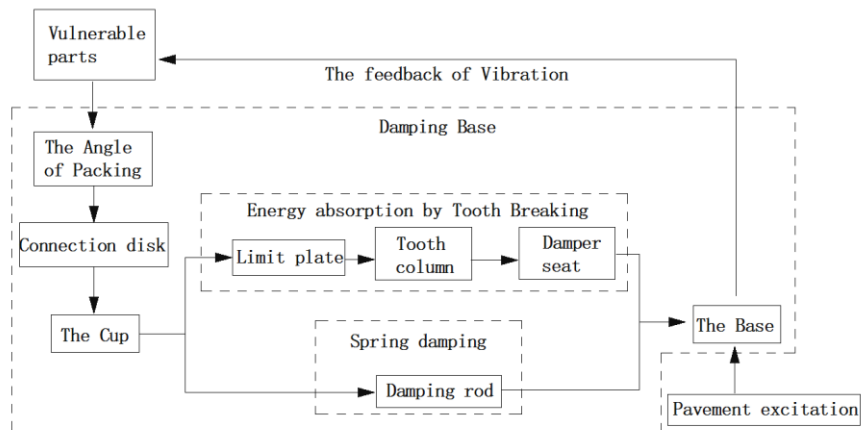 Vulnerable
parts
The feedback of Vibration
Damping Base
The Angle
of Packing
Energy absorption by Tooth Breaking
Connection disk
Limit plate
Tooth
column
Damper
seat
The Cup
The Base
Spring damping
Damping rod
Pavement excitation